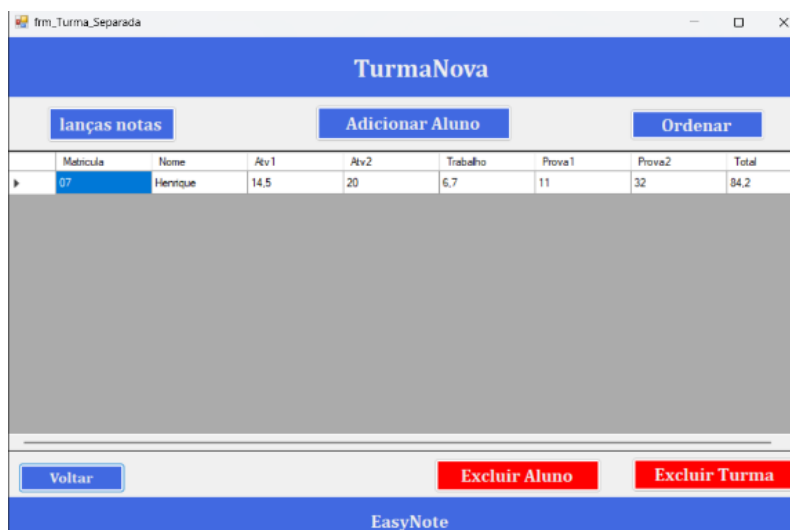 frm_Turma_Separada
TurmaNova
lanças notas Adicionar Aluno Ordenar
Matricula Nome Atv1 Atv2 Trabalho Prova1 Prova2 Total
07 Henrique 14,5 20 6,7 11 32 84,2
Voltar Excluir Aluno Excluir Turma
EasyNote